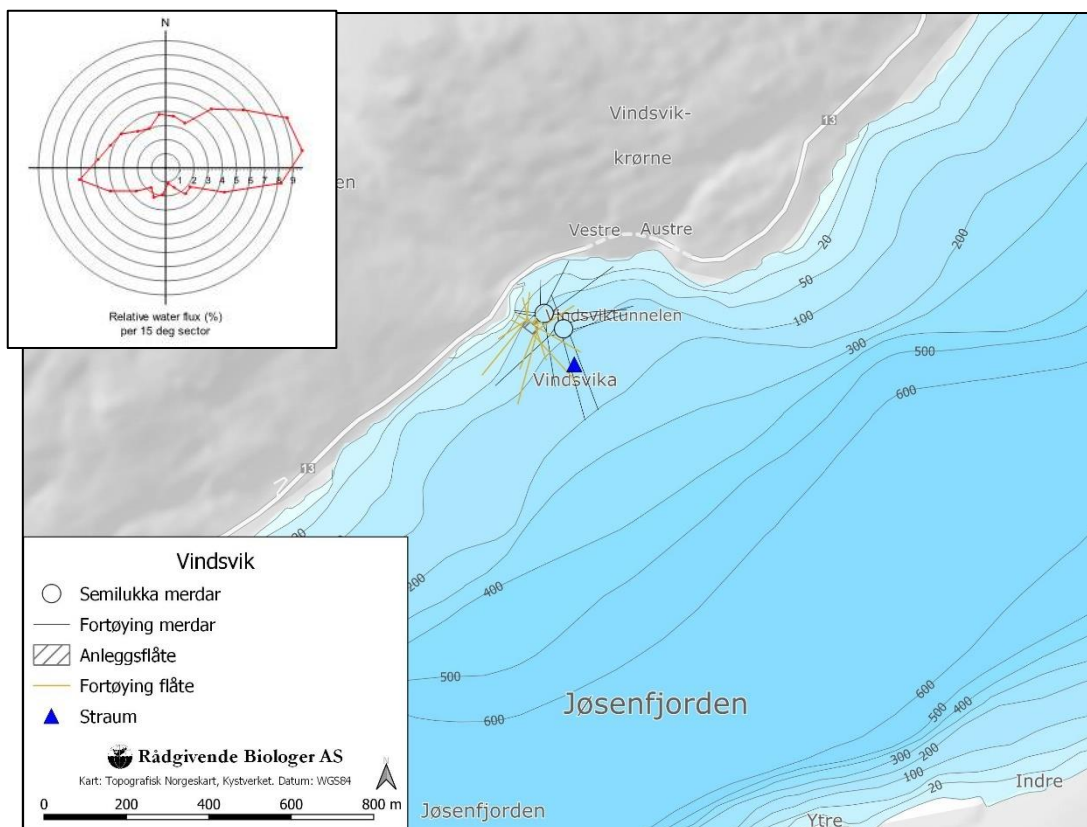 N
1 2 3 4 5 6 7 8 9
Relative water flux (%)
per 15 deg sector
Vindsvik-
krørne
13
en
Vestre Austre
20
200
50
100
300
500
600
Vindsviktunnelen
Vindsvika
13
20
200
400
500
600
Vindsvik
Semilukka merdar
Fortøying merdar
Anleggsflåte
Fortøying flåte
Straum
Rådgivende Biologer AS
Kart: Topografisk Norgeskart, Kystverket. Datum: WGS84
0 200 400 600 800 m
Jøsenfjorden
Jøsenfjorden
600
500
400
300
200
100
20
Indre
Ytre